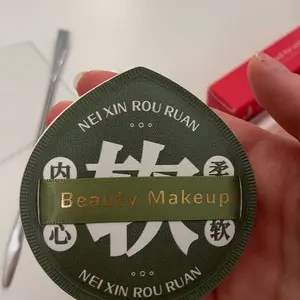 NEI XIN ROU RUAN
内心
软
柔软
Beauty Makeup
NEI XIN ROU RUAN